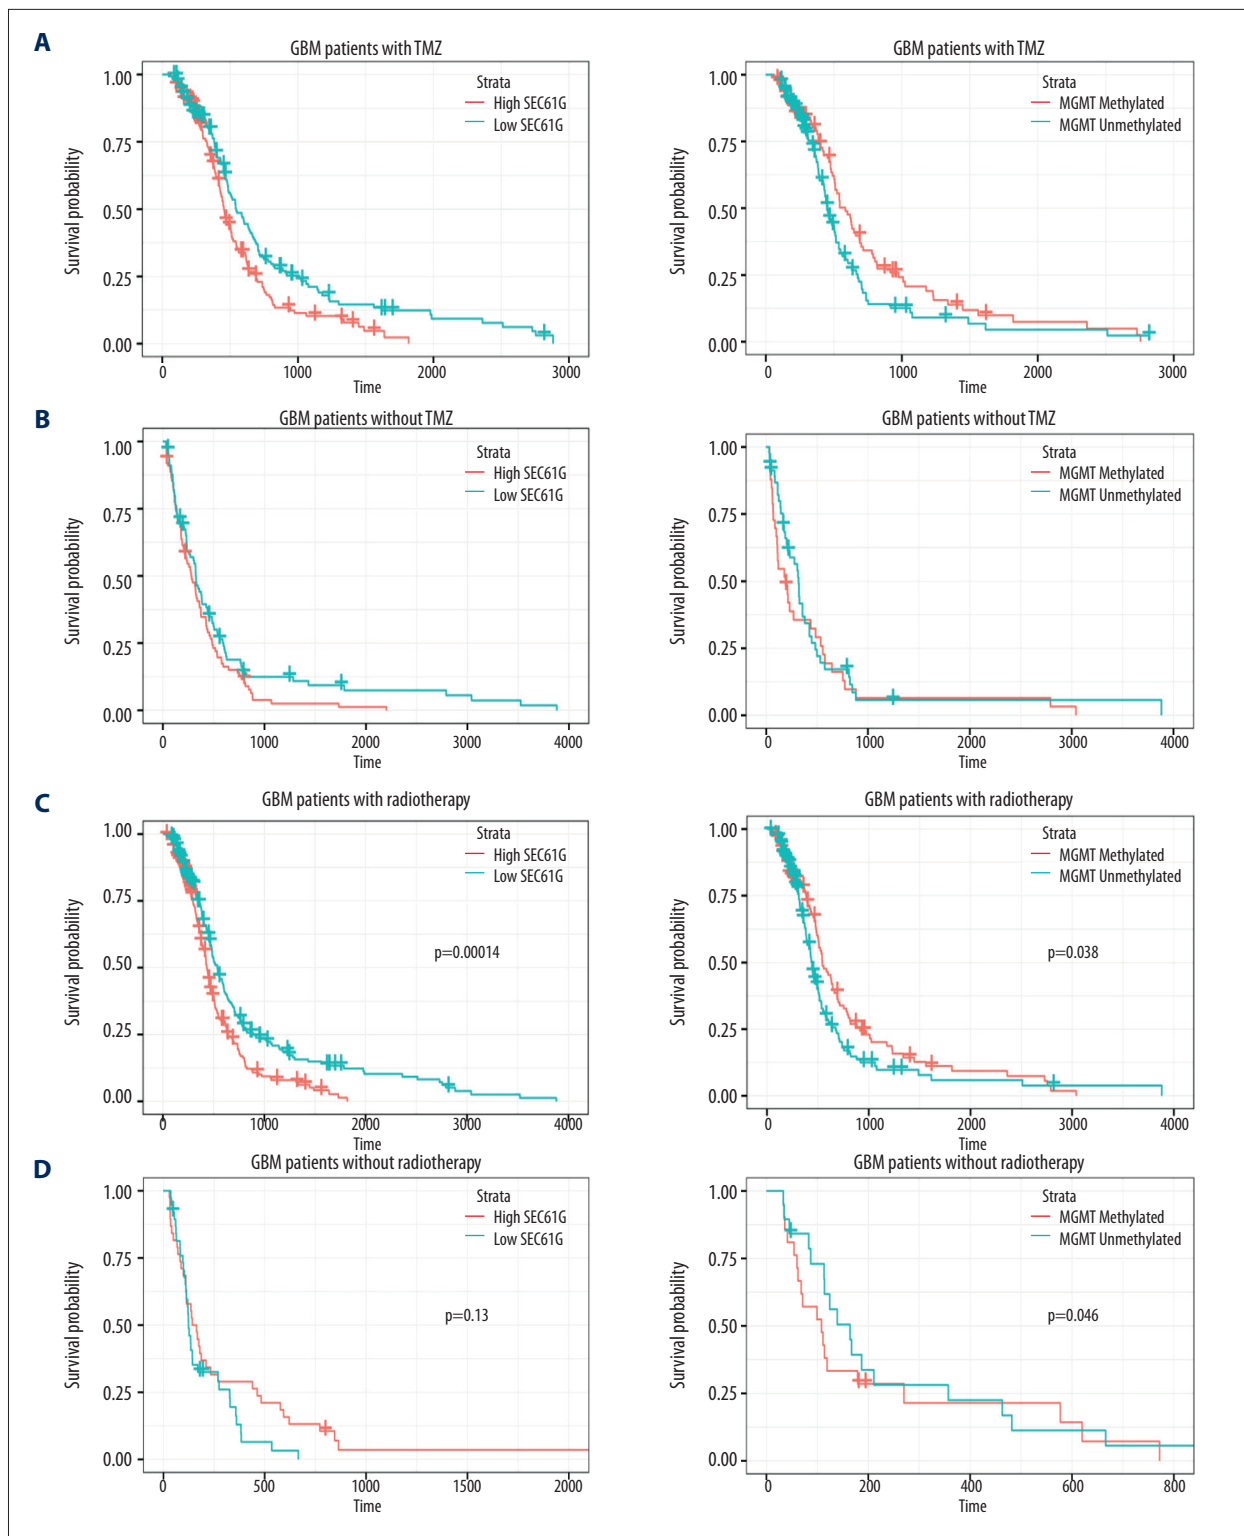 A
GBM patients with TMZ
Strata
High SEC61G
Low SEC61G
Survival probability
1.00
0.75
0.50
0.25
0.00
0 1000 2000 3000
Time
GBM patients with TMZ
Strata
MGMT Methylated
MGMT Unmethylated
Survival probability
1.00
0.75
0.50
0.25
0.00
0 1000 2000 3000
Time
B
GBM patients without TMZ
Strata
High SEC61G
Low SEC61G
Survival probability
1.00
0.75
0.50
0.25
0.00
0 1000 2000 3000 4000
Time
GBM patients without TMZ
Strata
MGMT Methylated
MGMT Unmethylated
Survival probability
1.00
0.75
0.50
0.25
0.00
0 1000 2000 3000 4000
Time
C
GBM patients with radiotherapy
Strata
High SEC61G
Low SEC61G
p=0.00014
Survival probability
1.00
0.75
0.50
0.25
0.00
0 1000 2000 3000 4000
Time
GBM patients with radiotherapy
Strata
MGMT Methylated
MGMT Unmethylated
p=0.038
Survival probability
1.00
0.75
0.50
0.25
0.00
0 1000 2000 3000 4000
Time
D
GBM patients without radiotherapy
Strata
High SEC61G
Low SEC61G
p=0.13
Survival probability
1.00
0.75
0.50
0.25
0.00
0 500 1000 1500 2000
Time
GBM patients without radiotherapy
Strata
MGMT Methylated
MGMT Unmethylated
p=0.046
Survival probability
1.00
0.75
0.50
0.25
0.00
0 200 400 600 800
Time